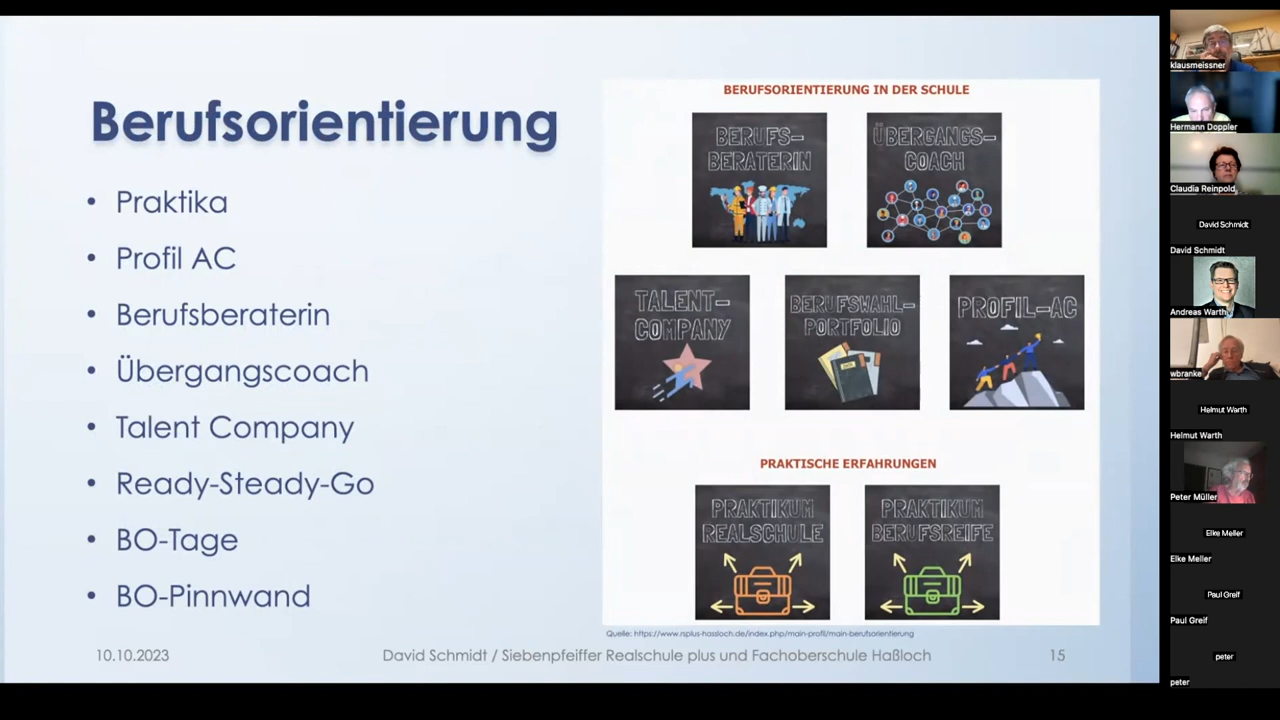 Berufsorientierung
• Praktika
• Profil AC
• Berufsberaterin
• Übergangscoach
• Talent Company
• Ready-Steady-Go
• BO-Tage
• BO-Pinnwand
BERUFSORIENTIERUNG IN DER SCHULE
BERUFS-
BERATERIN
ÜBERGANGS-
COACH
TALENT-
COMPANY
BERUFSWAHL-
PORTFOLIO
PROFIL-AC
PRAKTISCHE ERFAHRUNGEN
PRAKTIKUM
REALSCHULE
PRAKTIKUM
BERUFSREIFE
Quelle: https://www.rsplus-hassloch.de/index.php/main-profil/main-berufsorientierung
10.10.2023
David Schmidt / Siebenpfeiffer Realschule plus und Fachoberschule Haßloch
15
klausmeissner
Hermann Doppler
Claudia Reinpold
David Schmidt
David Schmidt
Andreas Warth
wbranke
Helmut Warth
Helmut Warth
Peter Müller
Elke Meller
Elke Meller
Paul Greif
Paul Greif
peter
peter